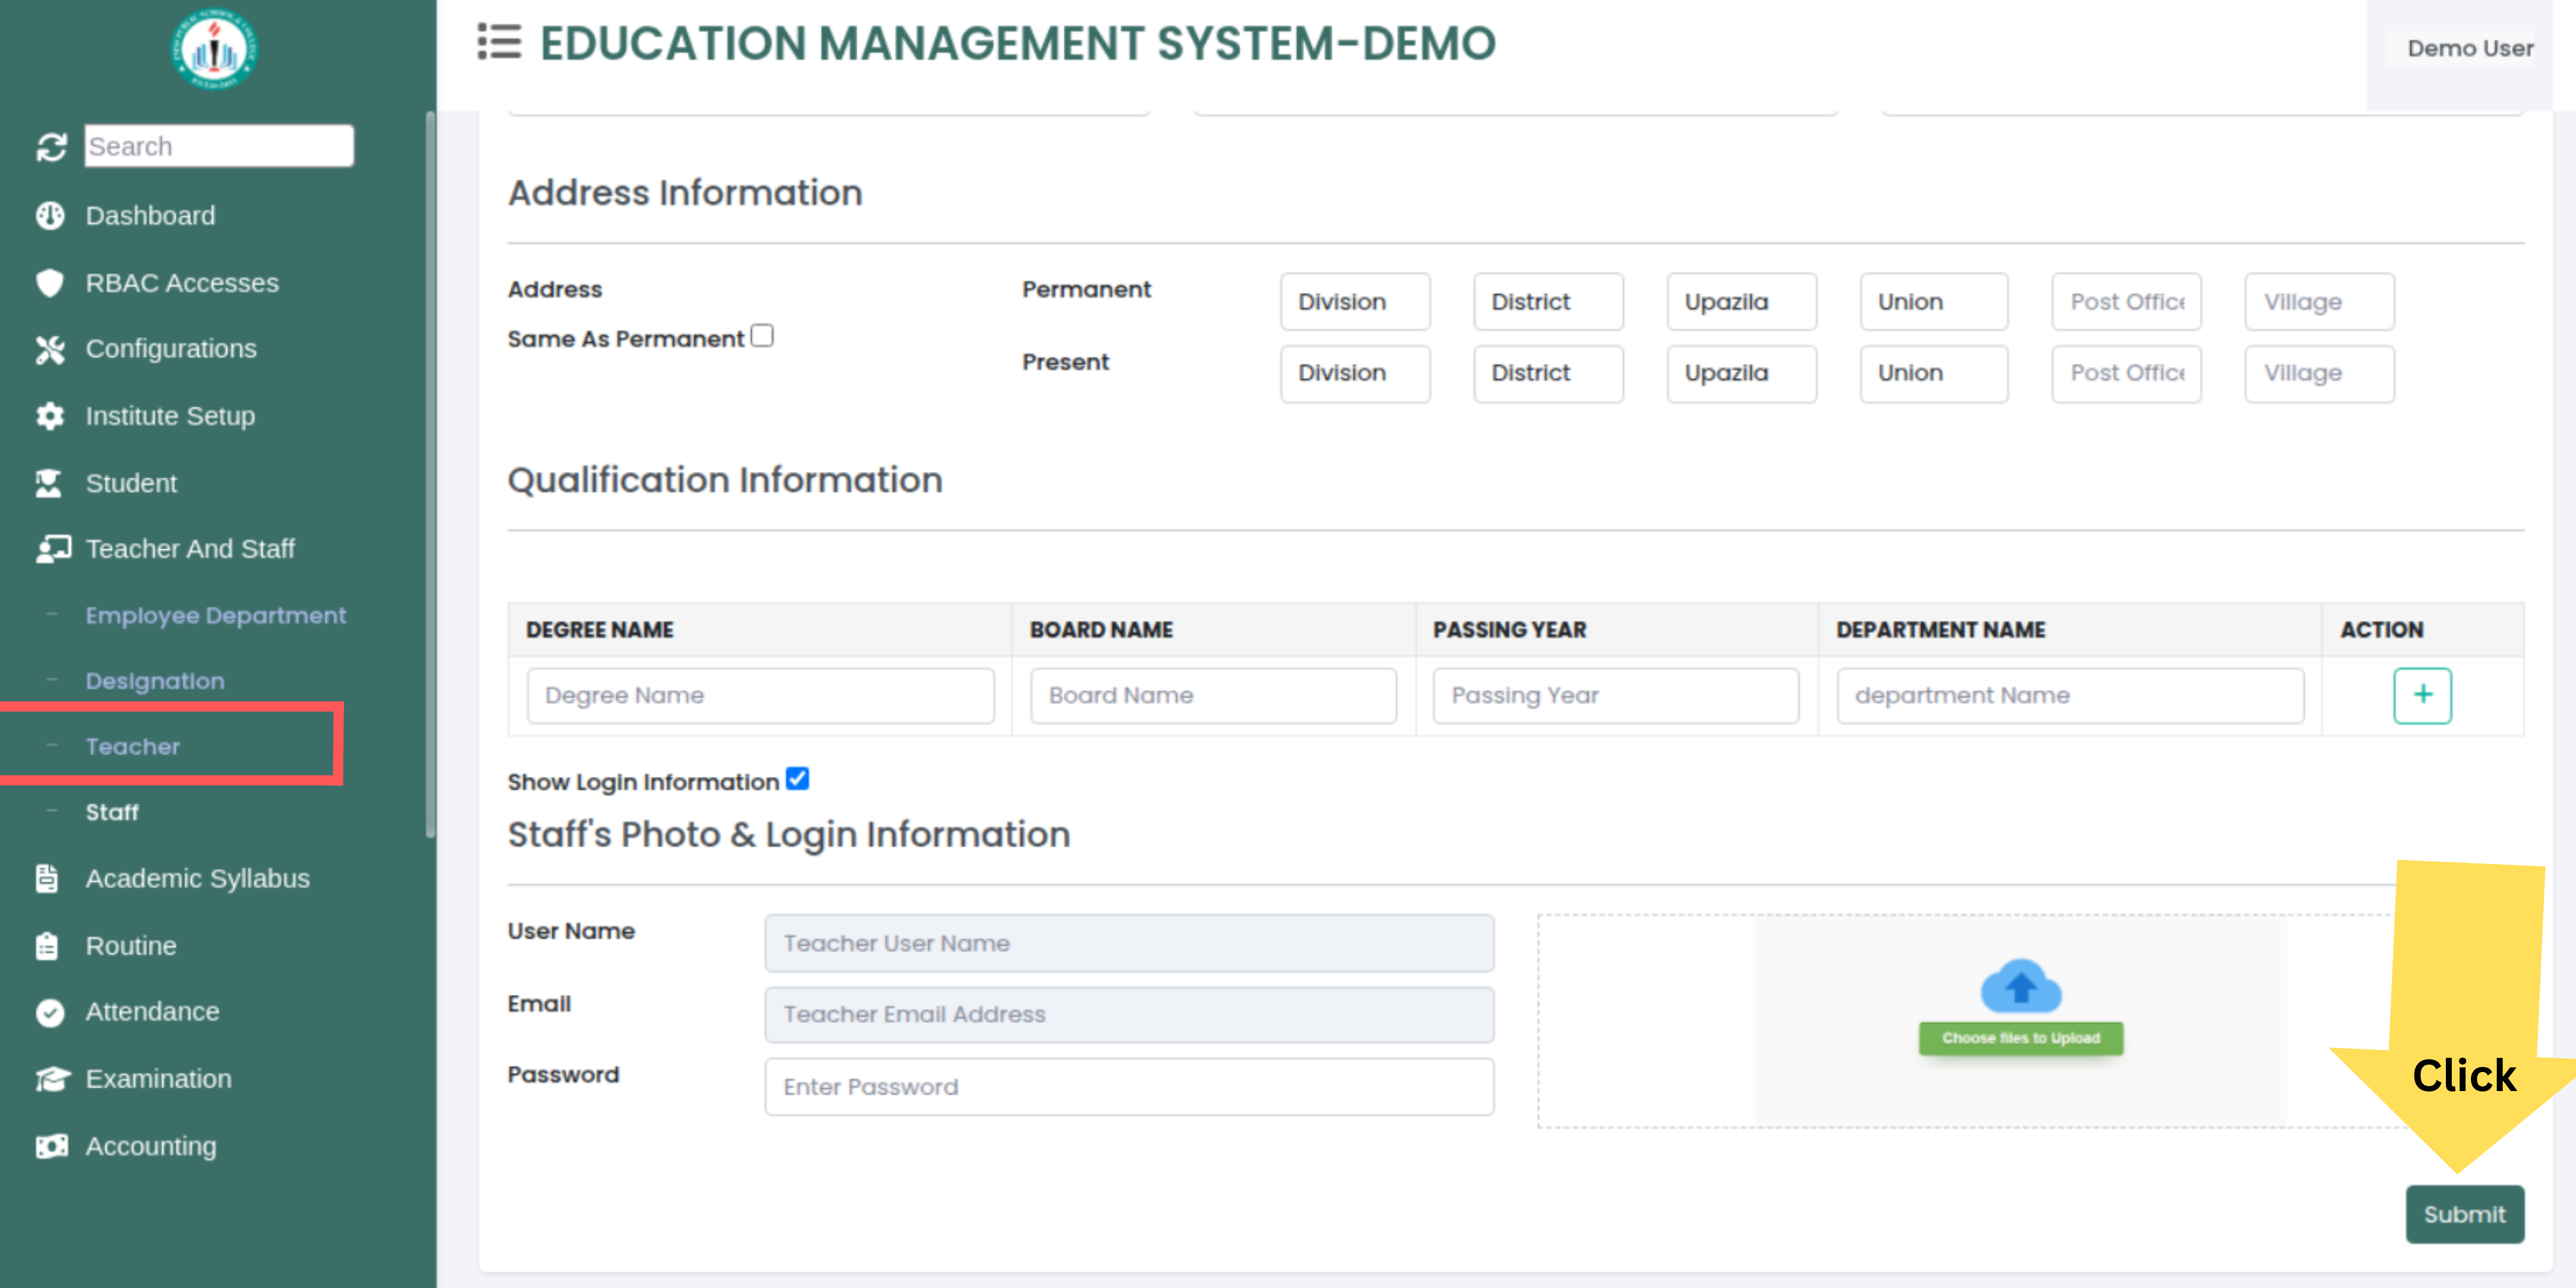 EDUCATION MANAGEMENT SYSTEM-DEMO
Demo User
Search
Dashboard
RBAC Accesses
Configurations
Institute Setup
Student
Teacher And Staff
Employee Department
Designation
Teacher
Staff
Academic Syllabus
Routine
Attendance
Examination
Accounting
Address Information
Address
Same As Permanent
Permanent Division District Upazila Union Post Office Village
Present Division District Upazila Union Post Office Village
Qualification Information
DEGREE NAME BOARD NAME PASSING YEAR DEPARTMENT NAME ACTION
Degree Name Board Name Passing Year department Name +
Show Login Information
Staff's Photo & Login Information
User Name Teacher User Name
Email Teacher Email Address
Password Enter Password
Choose files to Upload
Click
Submit